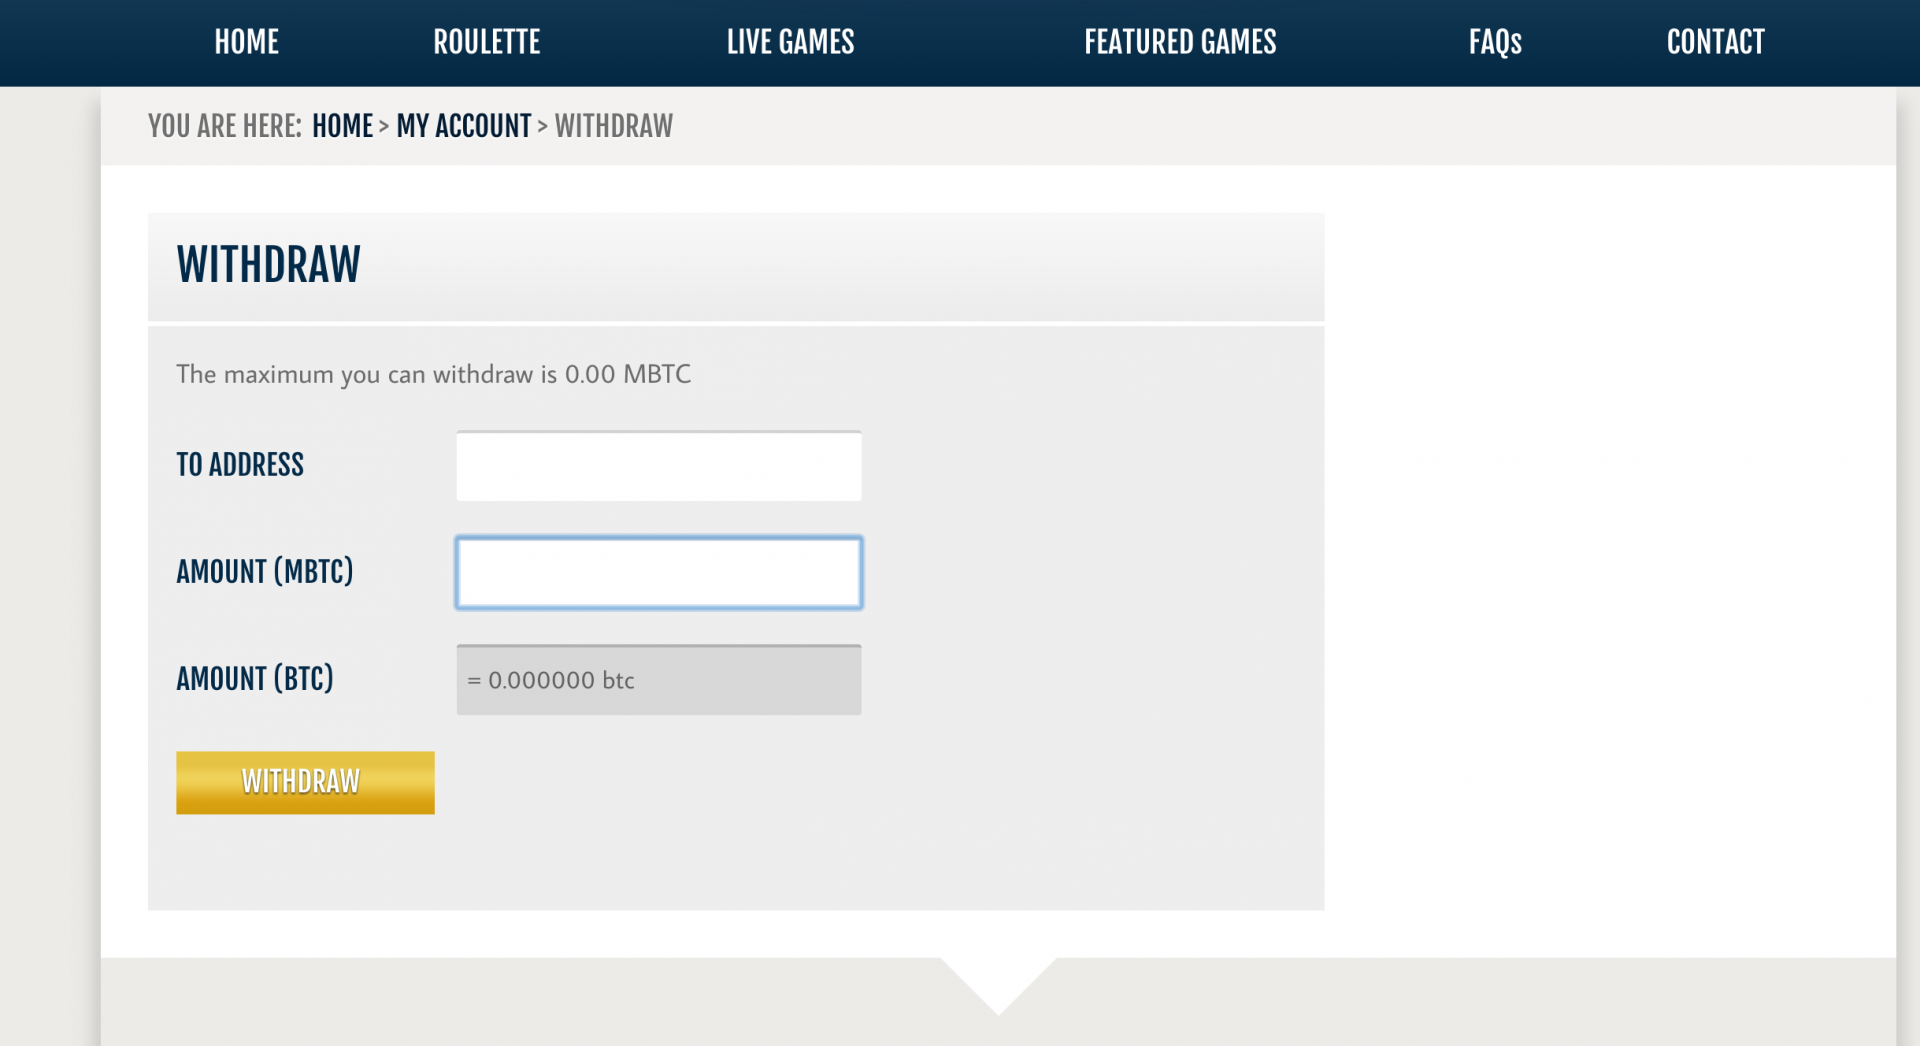 HOME ROULETTE LIVE GAMES FEATURED GAMES FAQs CONTACT
YOU ARE HERE: HOME > MY ACCOUNT > WITHDRAW
WITHDRAW
The maximum you can withdraw is 0.00 MBTC
TO ADDRESS
AMOUNT (MBTC)
AMOUNT (BTC) = 0.000000 btc
WITHDRAW